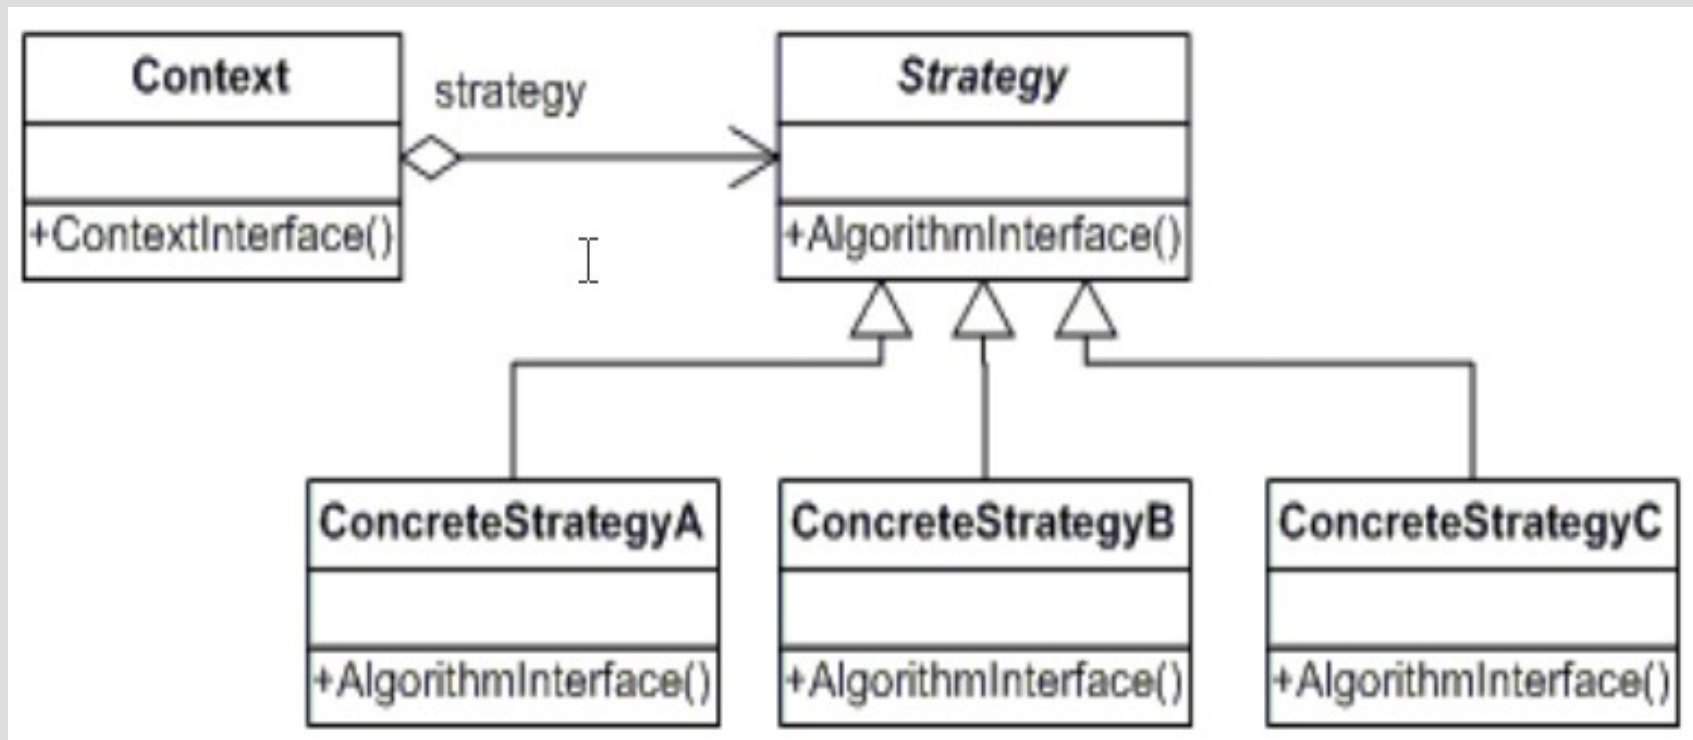 Context
strategy
Strategy
+ContextInterface()
+AlgorithmInterface()
ConcreteStrategyA
ConcreteStrategyB
ConcreteStrategyC
+AlgorithmInterface()
+AlgorithmInterface()
+AlgorithmInterface()